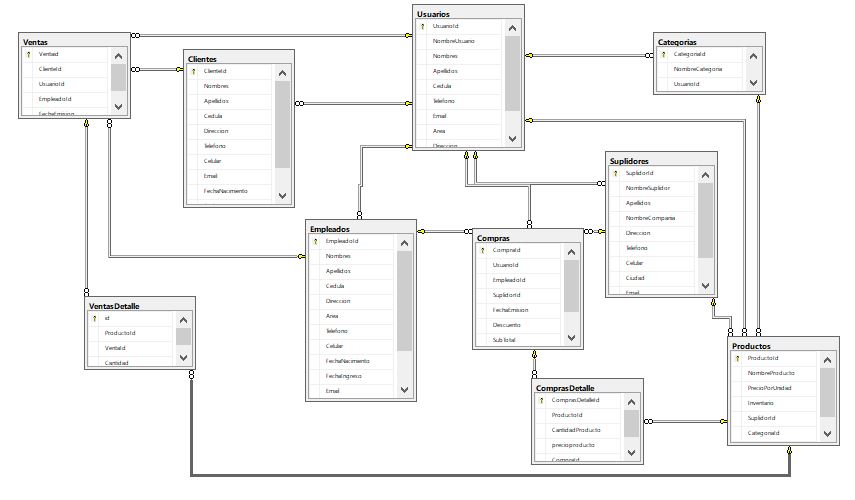 Ventas
VentaId
ClienteId
UsuarioId
EmpleadoId
FechaEmision
Clientes
ClienteId
Nombres
Apellidos
Cedula
Direccion
Telefono
Celular
Email
FechaNacimiento
Usuarios
UsuarioId
NombreUsuario
Nombres
Apellidos
Cedula
Telefono
Email
Area
Direccion
Categorias
CategoriaId
NombreCategoria
UsuarioId
Suplidores
SuplidorId
NombreSuplidor
Apellidos
NombreCompania
Direccion
Telefono
Celular
Ciudad
Email
Empleados
EmpleadoId
Nombres
Apellidos
Cedula
Direccion
Area
Telefono
Celular
FechaNacimiento
FechaIngreso
Email
Compras
CompraId
UsuarioId
EmpleadoId
SuplidorId
FechaEmision
Descuento
SubTotal
VentasDetalle
id
ProductoId
VentaId
Cantidad
ComprasDetalle
ComprasDetalleId
ProductoId
CantidadProducto
precioproducto
CompraId
Productos
ProductoId
NombreProducto
PrecioPorUnidad
Inventario
SuplidorId
CategoriaId